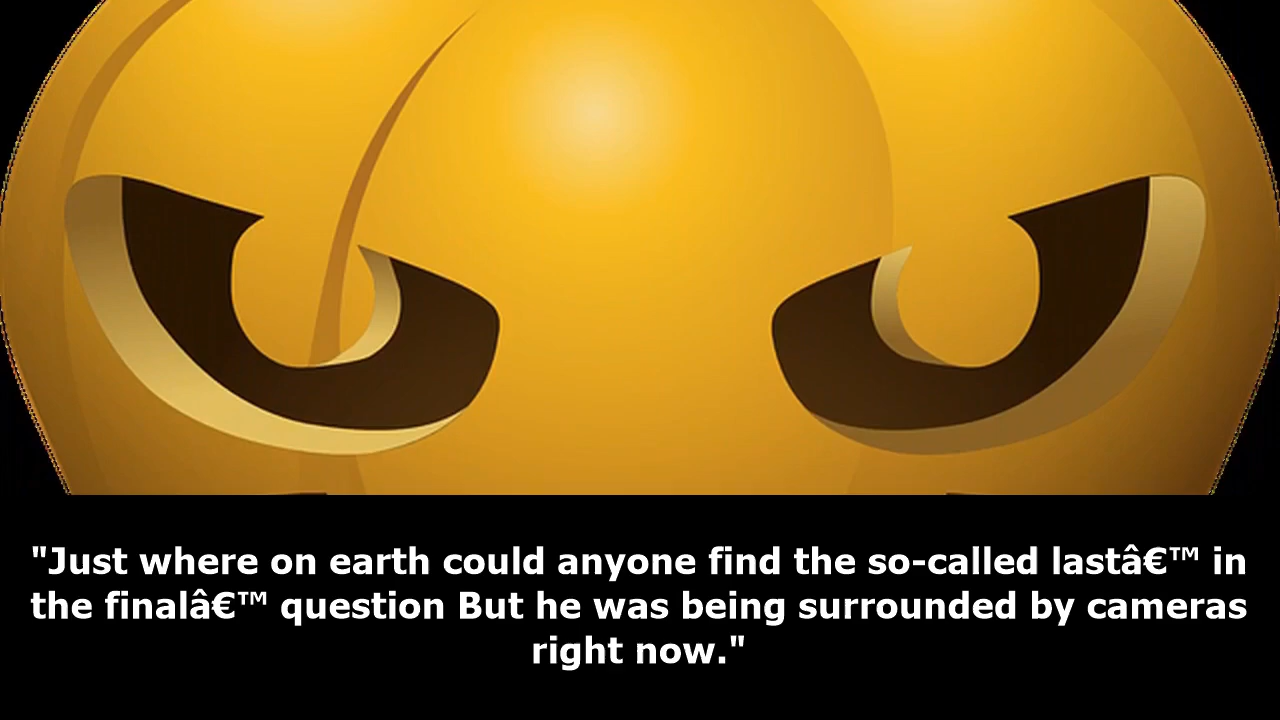 "Just where on earth could anyone find the so-called lastâ€™ in
the finalâ€™ question But he was being surrounded by cameras
right now."